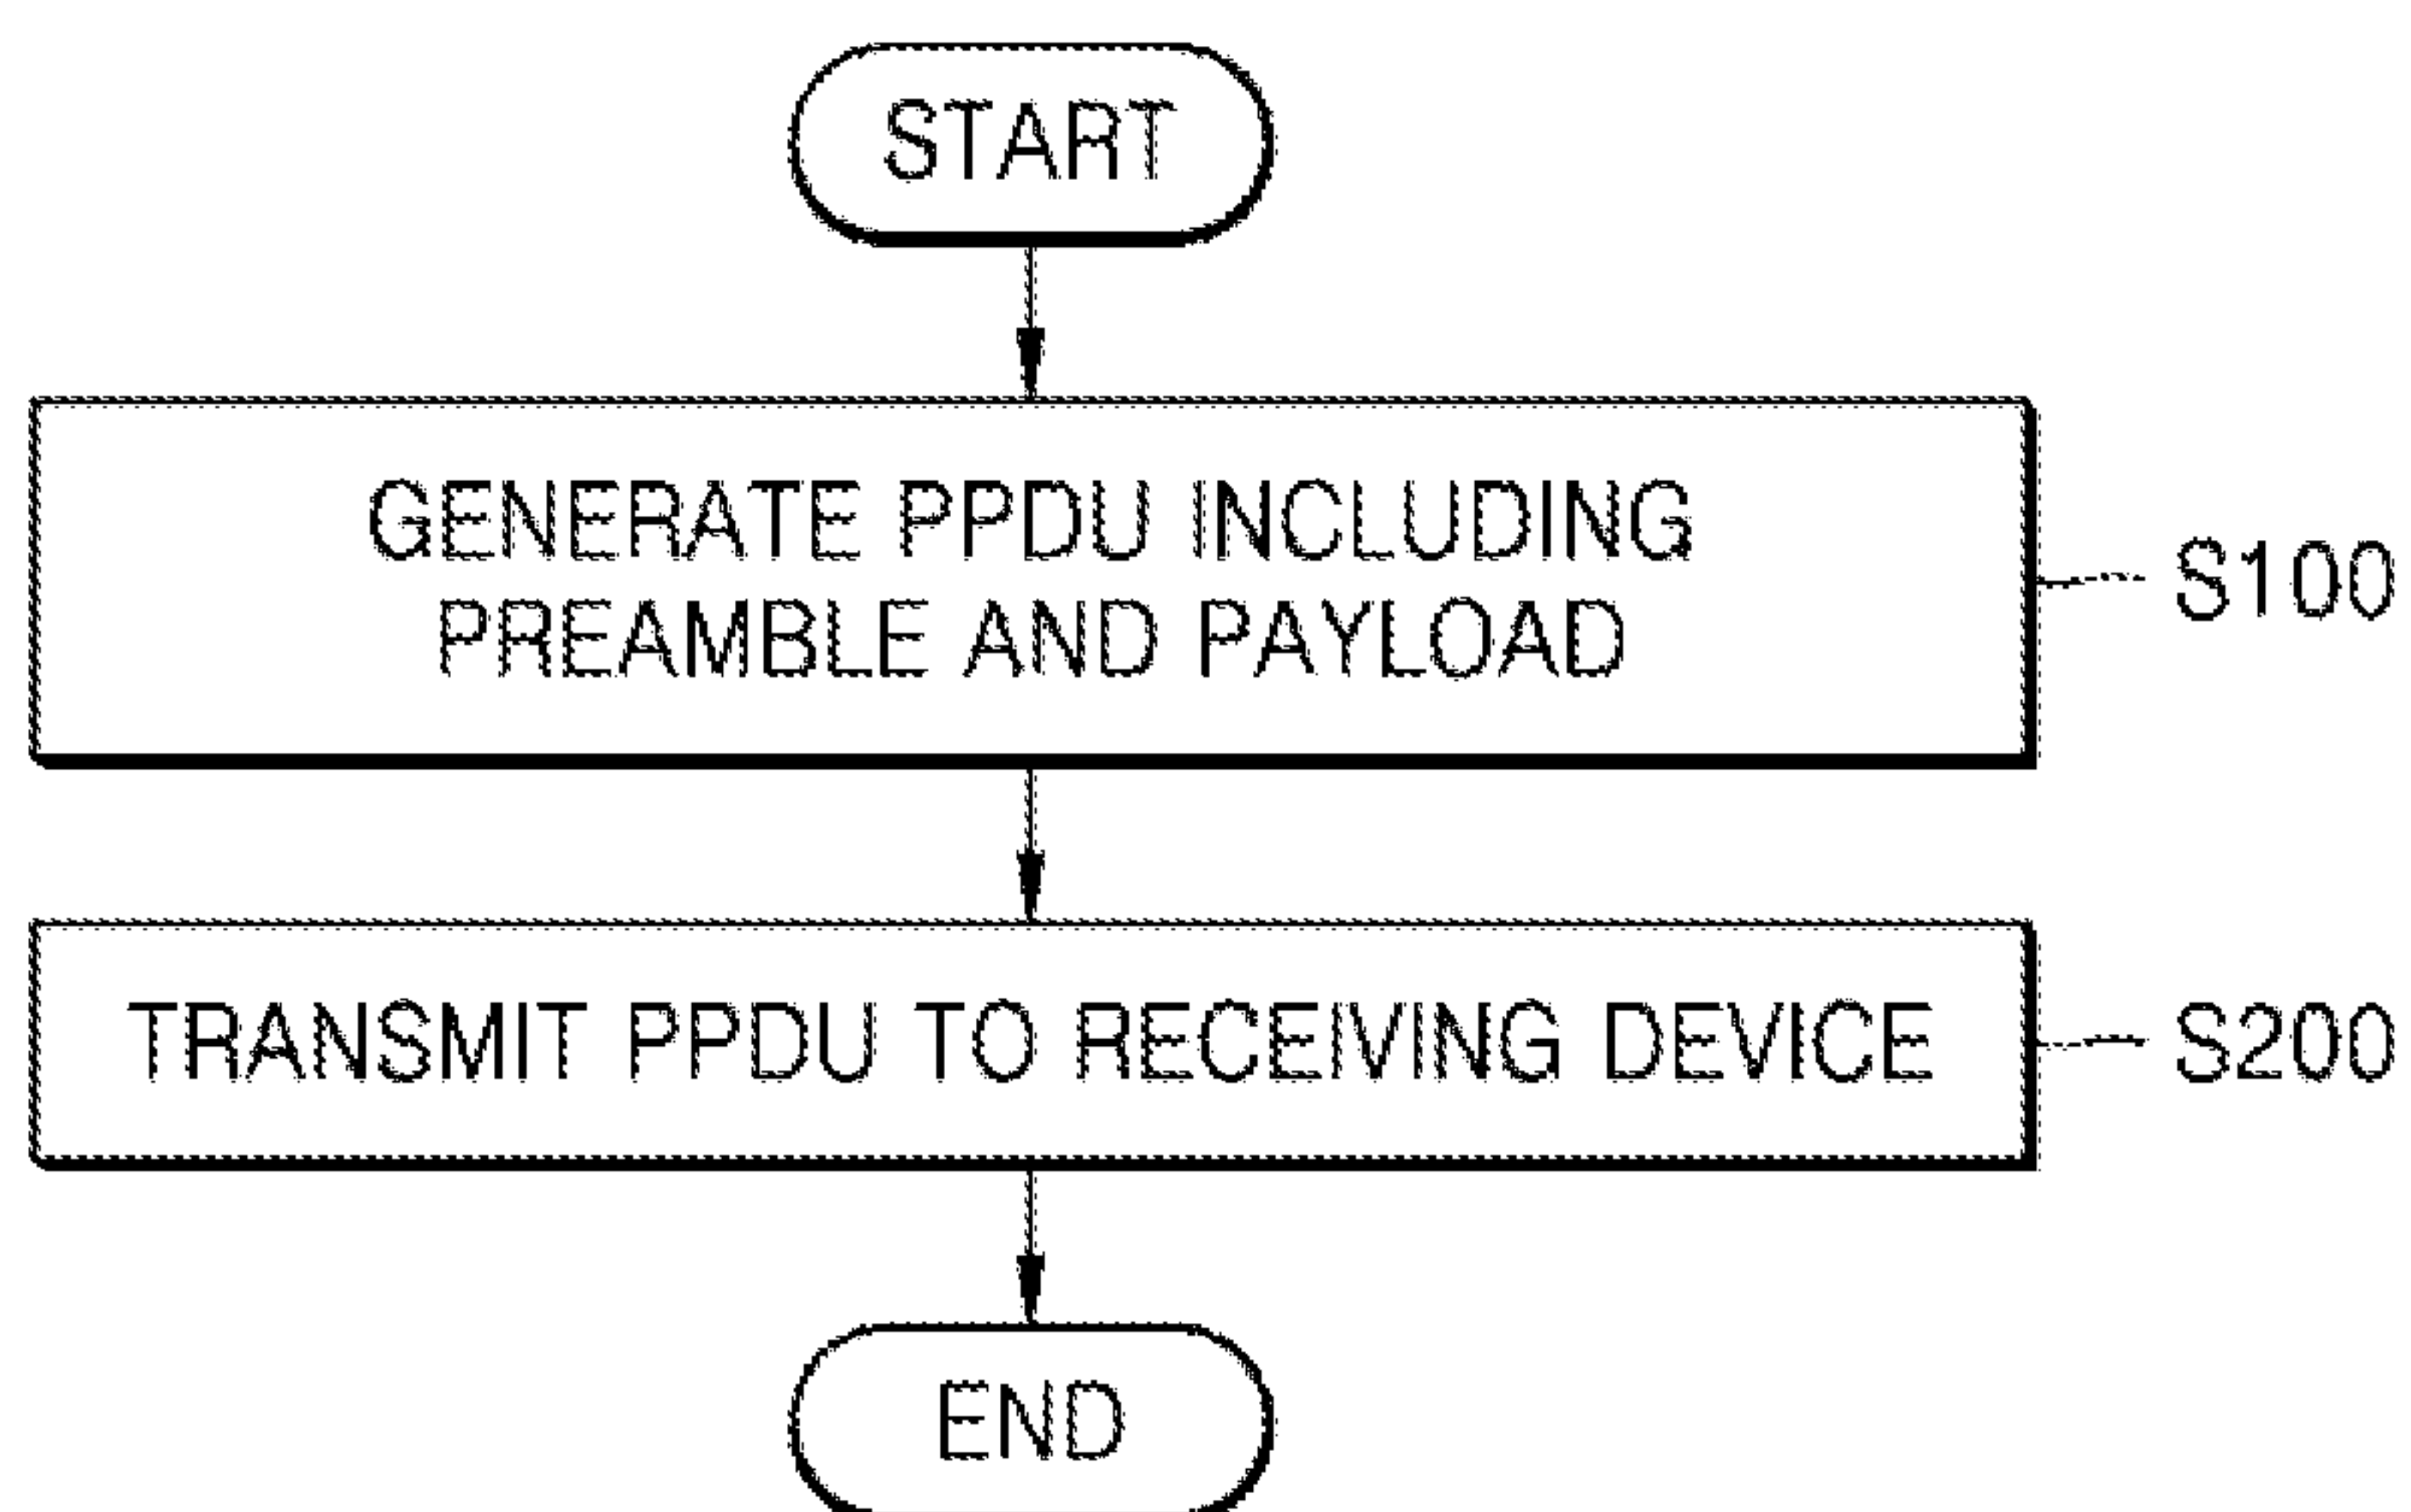 START
GENERATE PPDU INCLUDING
PREAMBLE AND PAYLOAD
S100
TRANSMIT PPDU TO RECEIVING DEVICE
S200
END